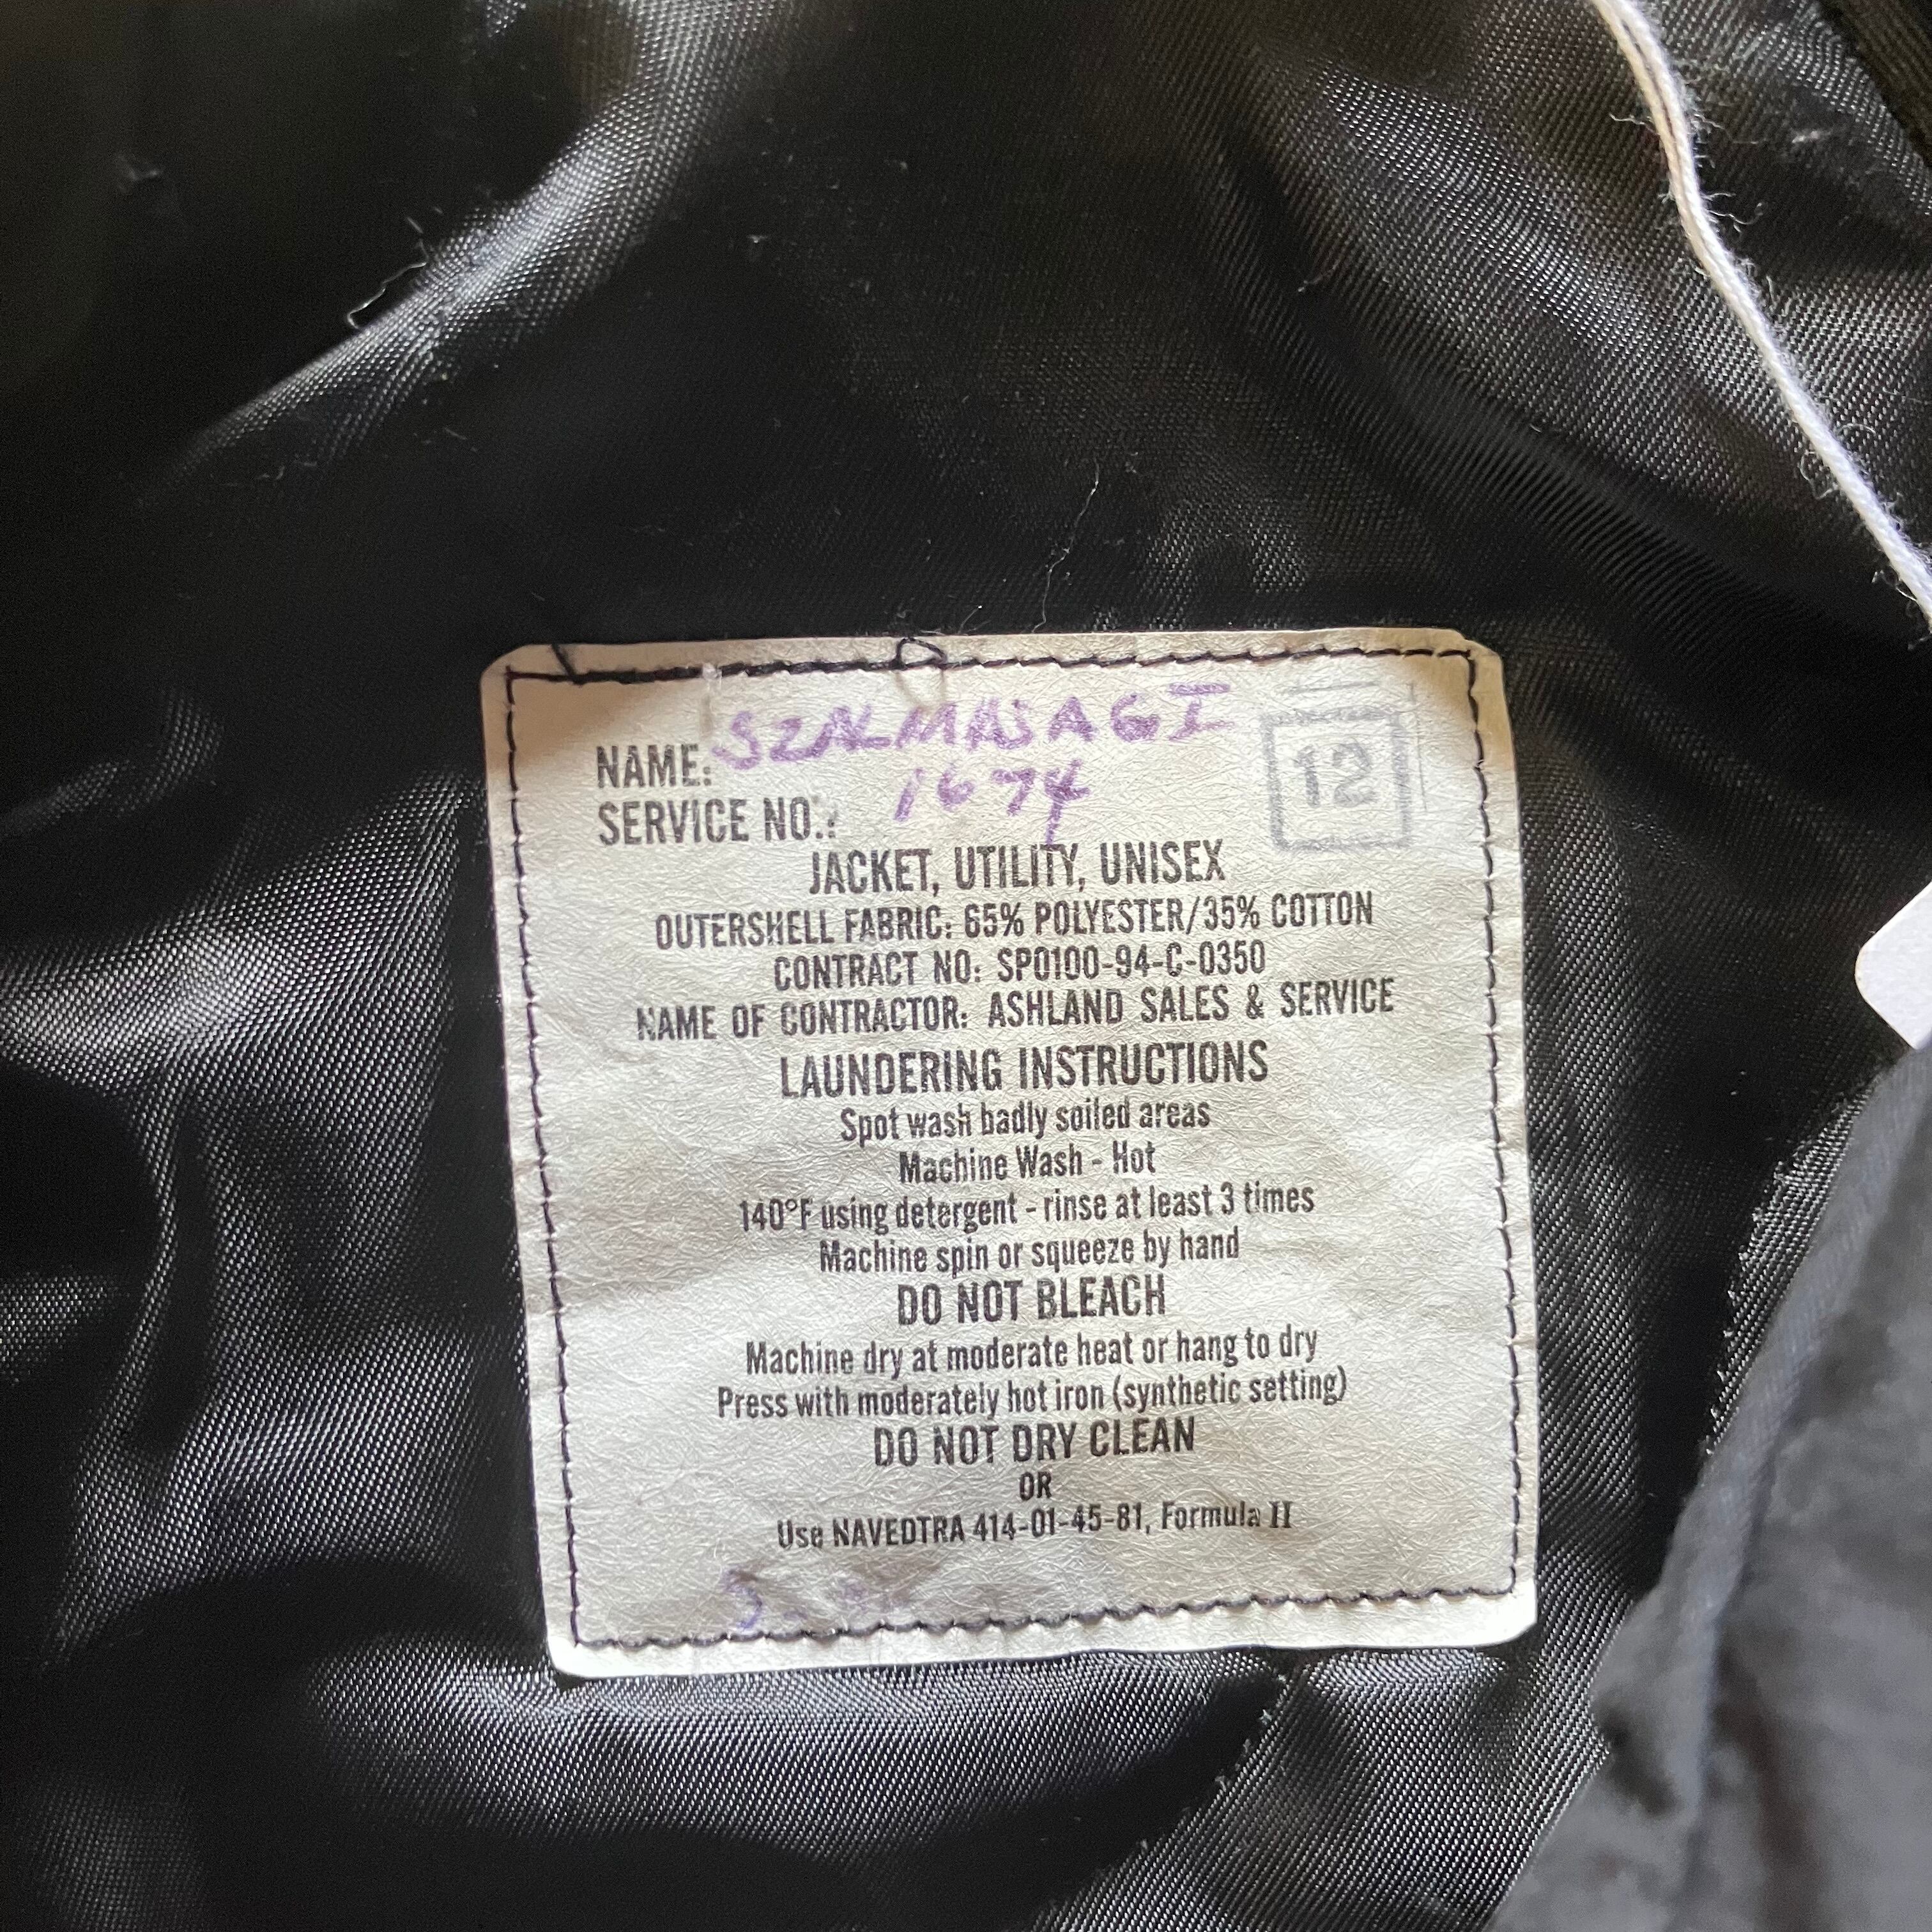 NAME: SZALMASAGI
SERVICE NO.: 1674
12
JACKET, UTILITY, UNISEX
OUTERSHELL FABRIC: 65% POLYESTER/35% COTTON
CONTRACT NO: SP0100-94-C-0350
NAME OF CONTRACTOR: ASHLAND SALES & SERVICE
LAUNDERING INSTRUCTIONS
Spot wash badly soiled areas
Machine Wash - Hot
140°F using detergent - rinse at least 3 times
Machine spin or squeeze by hand
DO NOT BLEACH
Machine dry at moderate heat or hang to dry
Press with moderately hot iron (synthetic setting)
DO NOT DRY CLEAN
OR
Use NAVEDTRA 414-01-45-81, Formula II